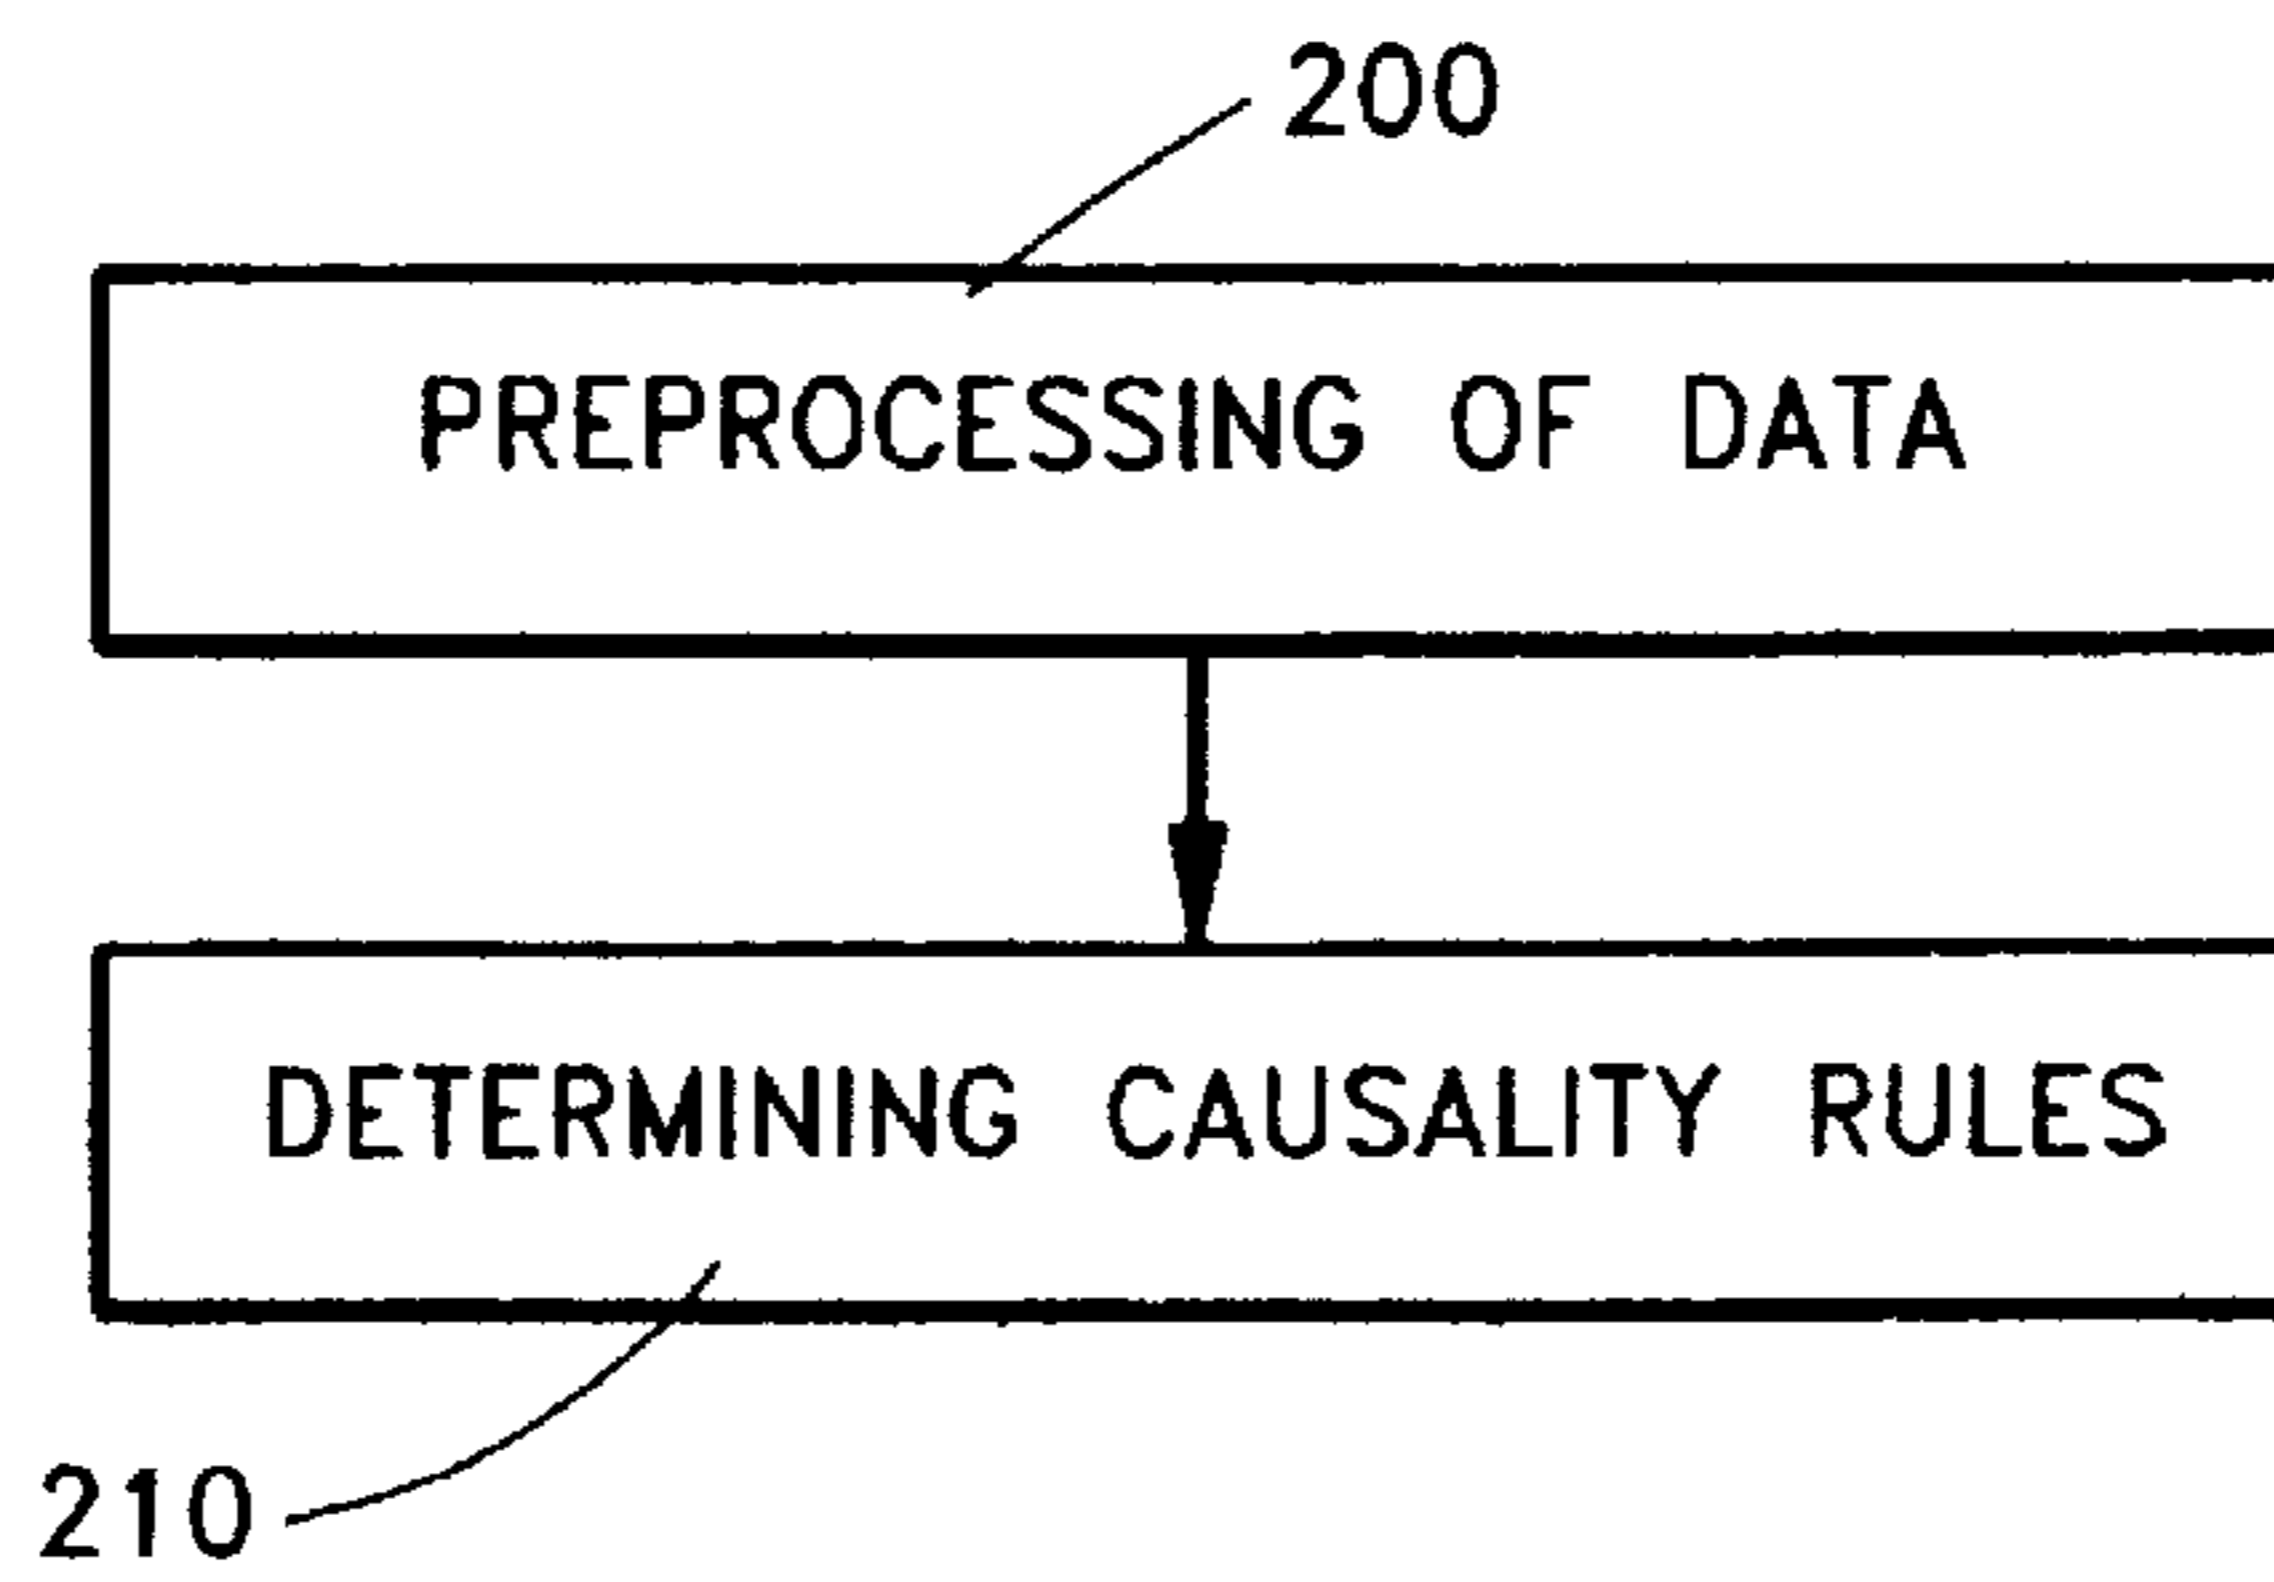 200
PREPROCESSING OF DATA
DETERMINING CAUSALITY RULES
210